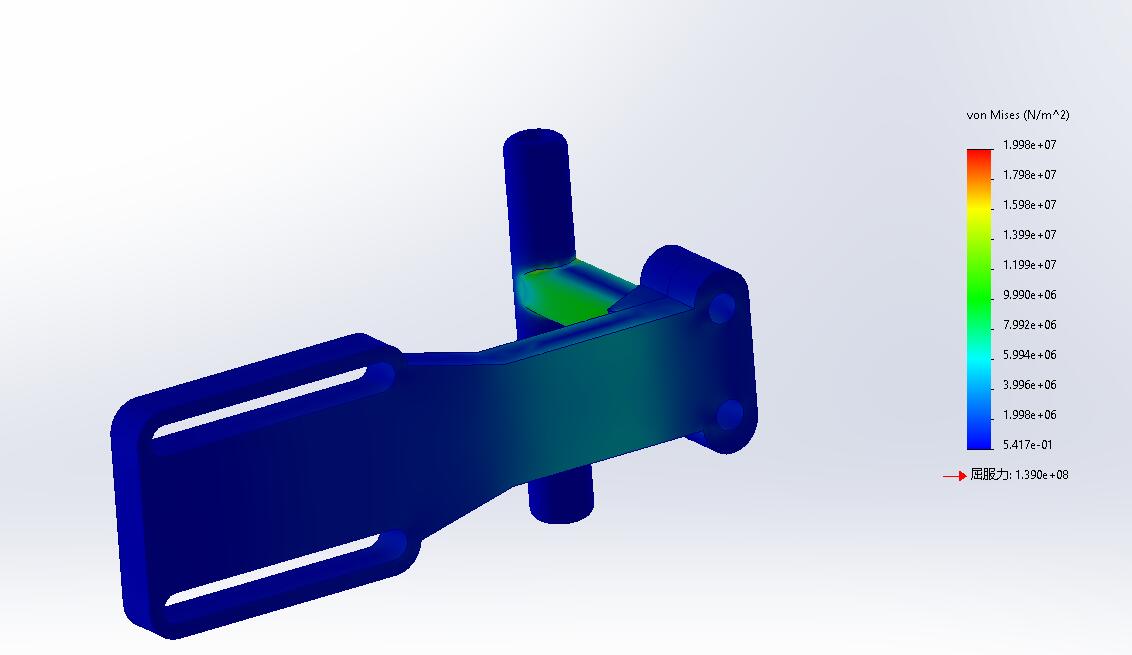 von Mises (N/m^2)
1.998e+07
1.798e+07
1.598e+07
1.399e+07
1.199e+07
9.990e+06
7.992e+06
5.994e+06
3.996e+06
1.998e+06
5.417e-01
屈服力: 1.390e+08